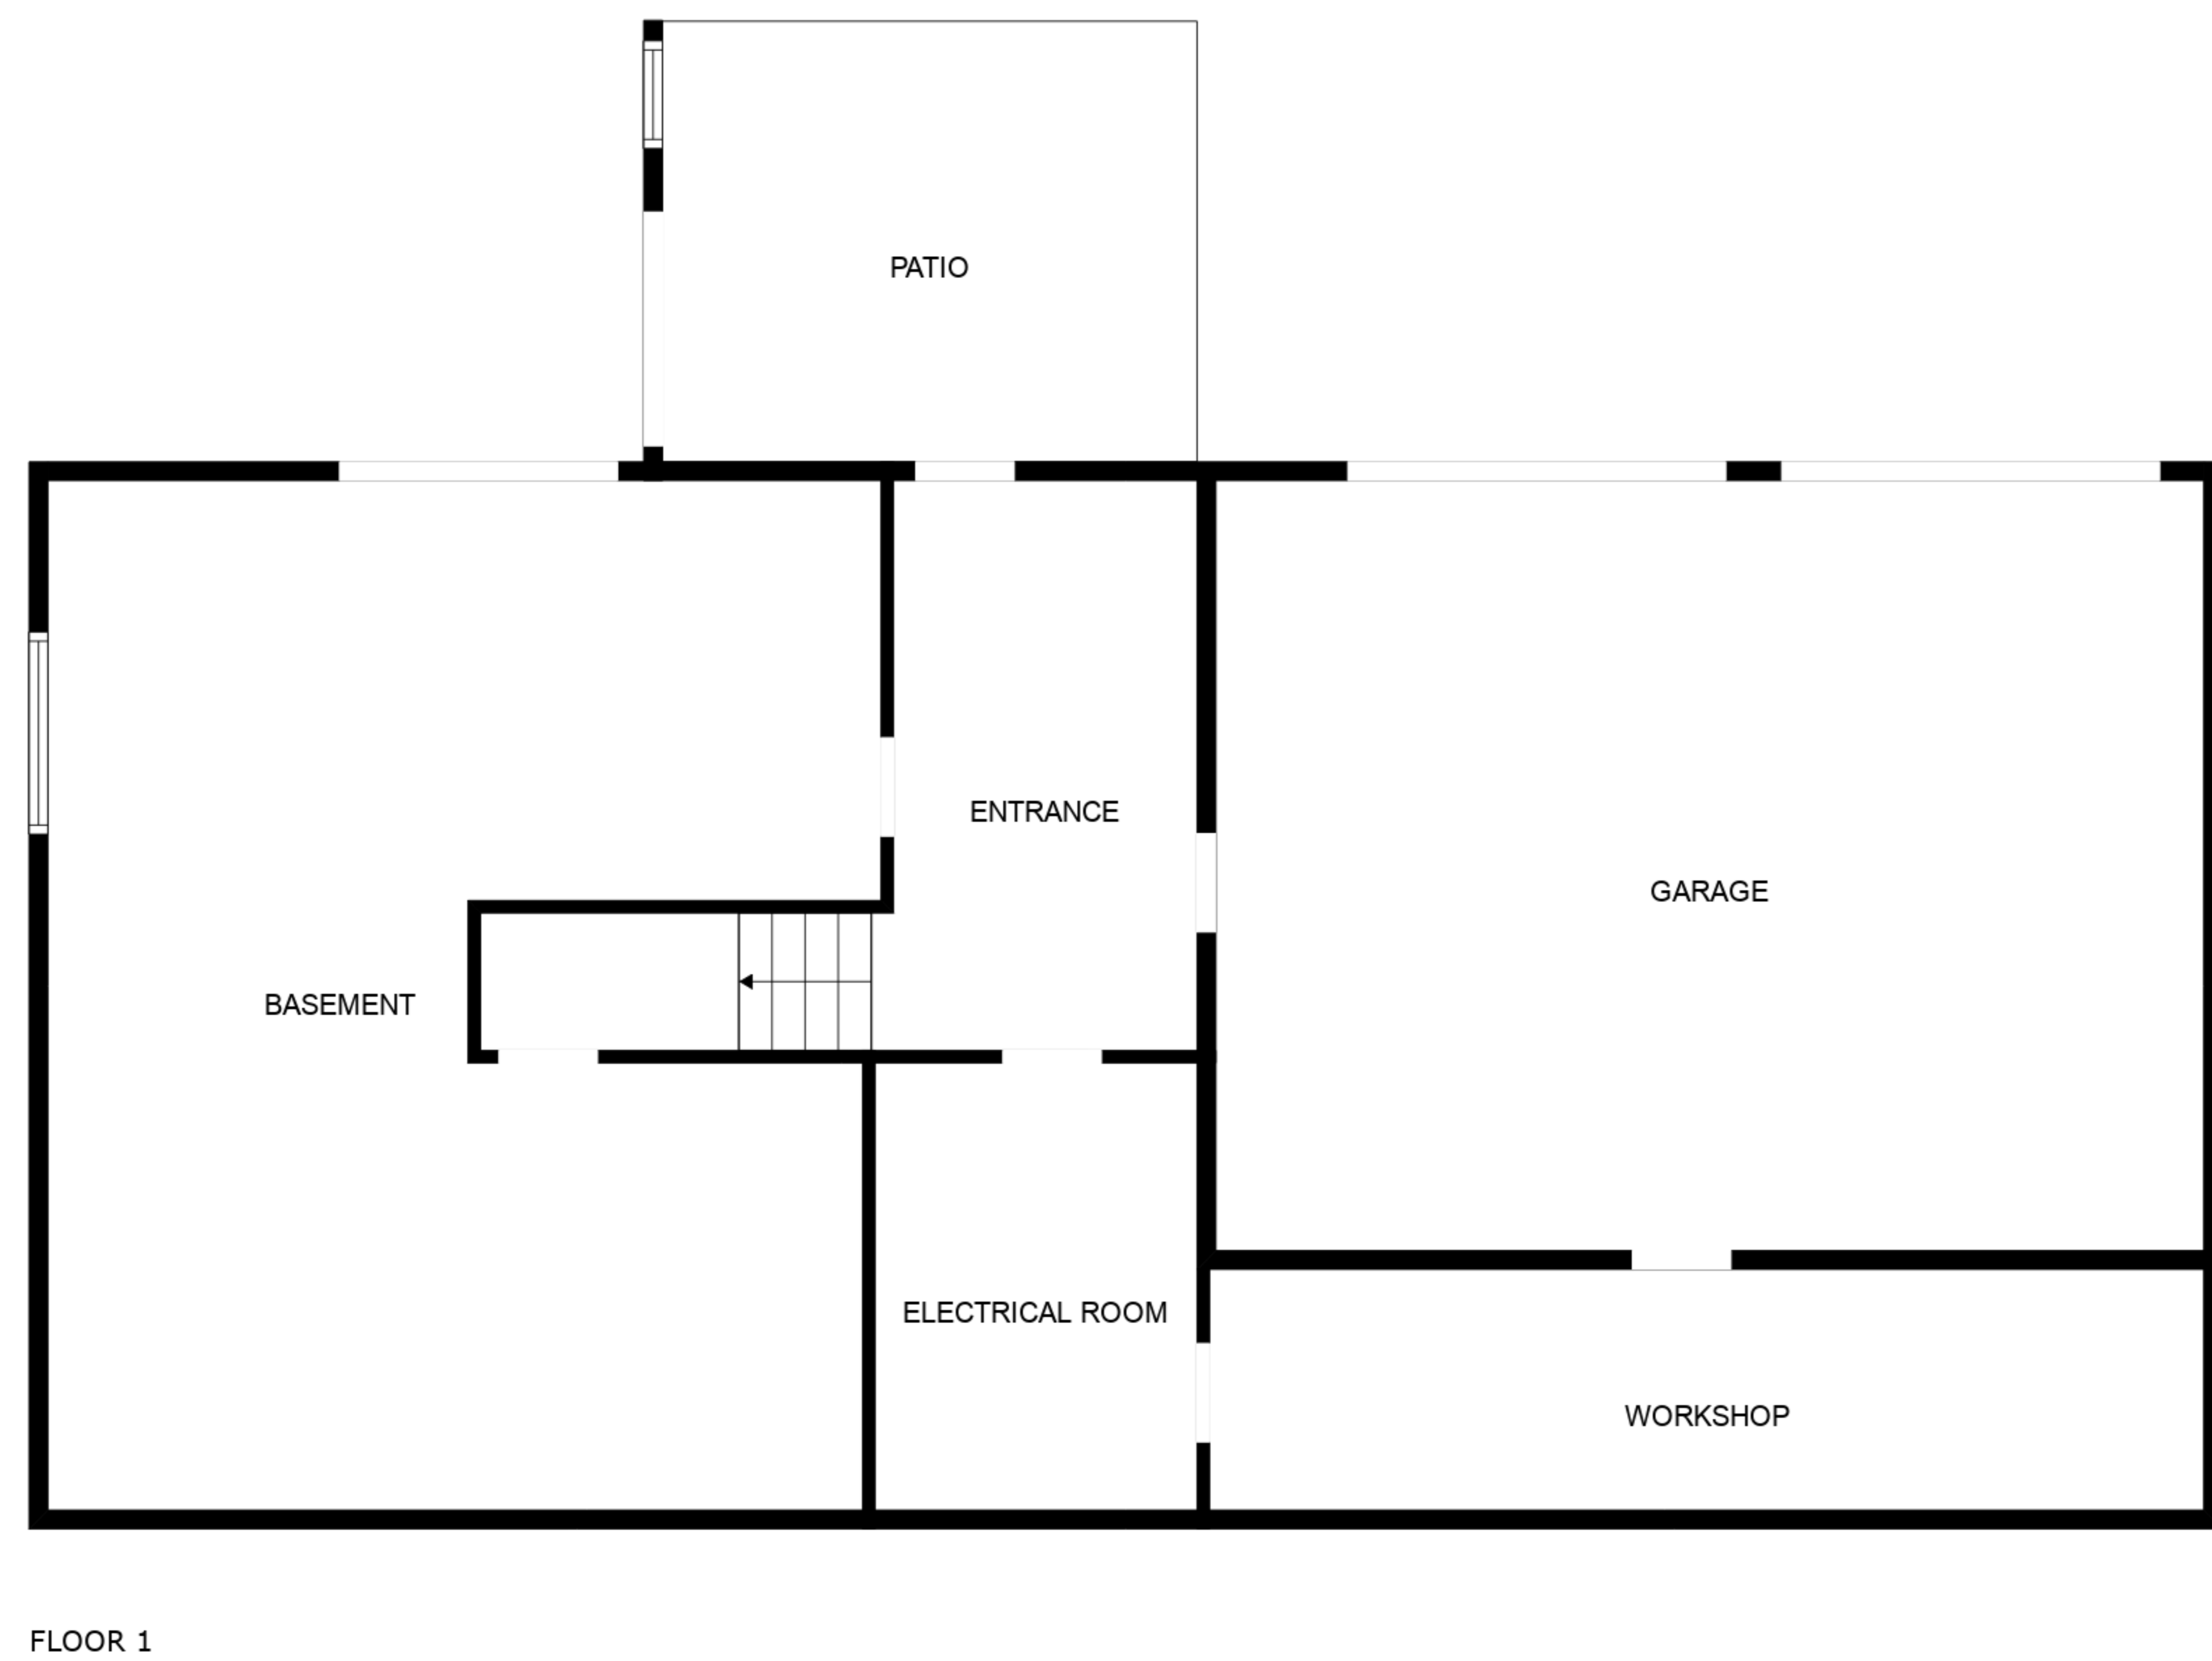 PATIO
ENTRANCE
GARAGE
BASEMENT
ELECTRICAL ROOM
WORKSHOP
FLOOR 1